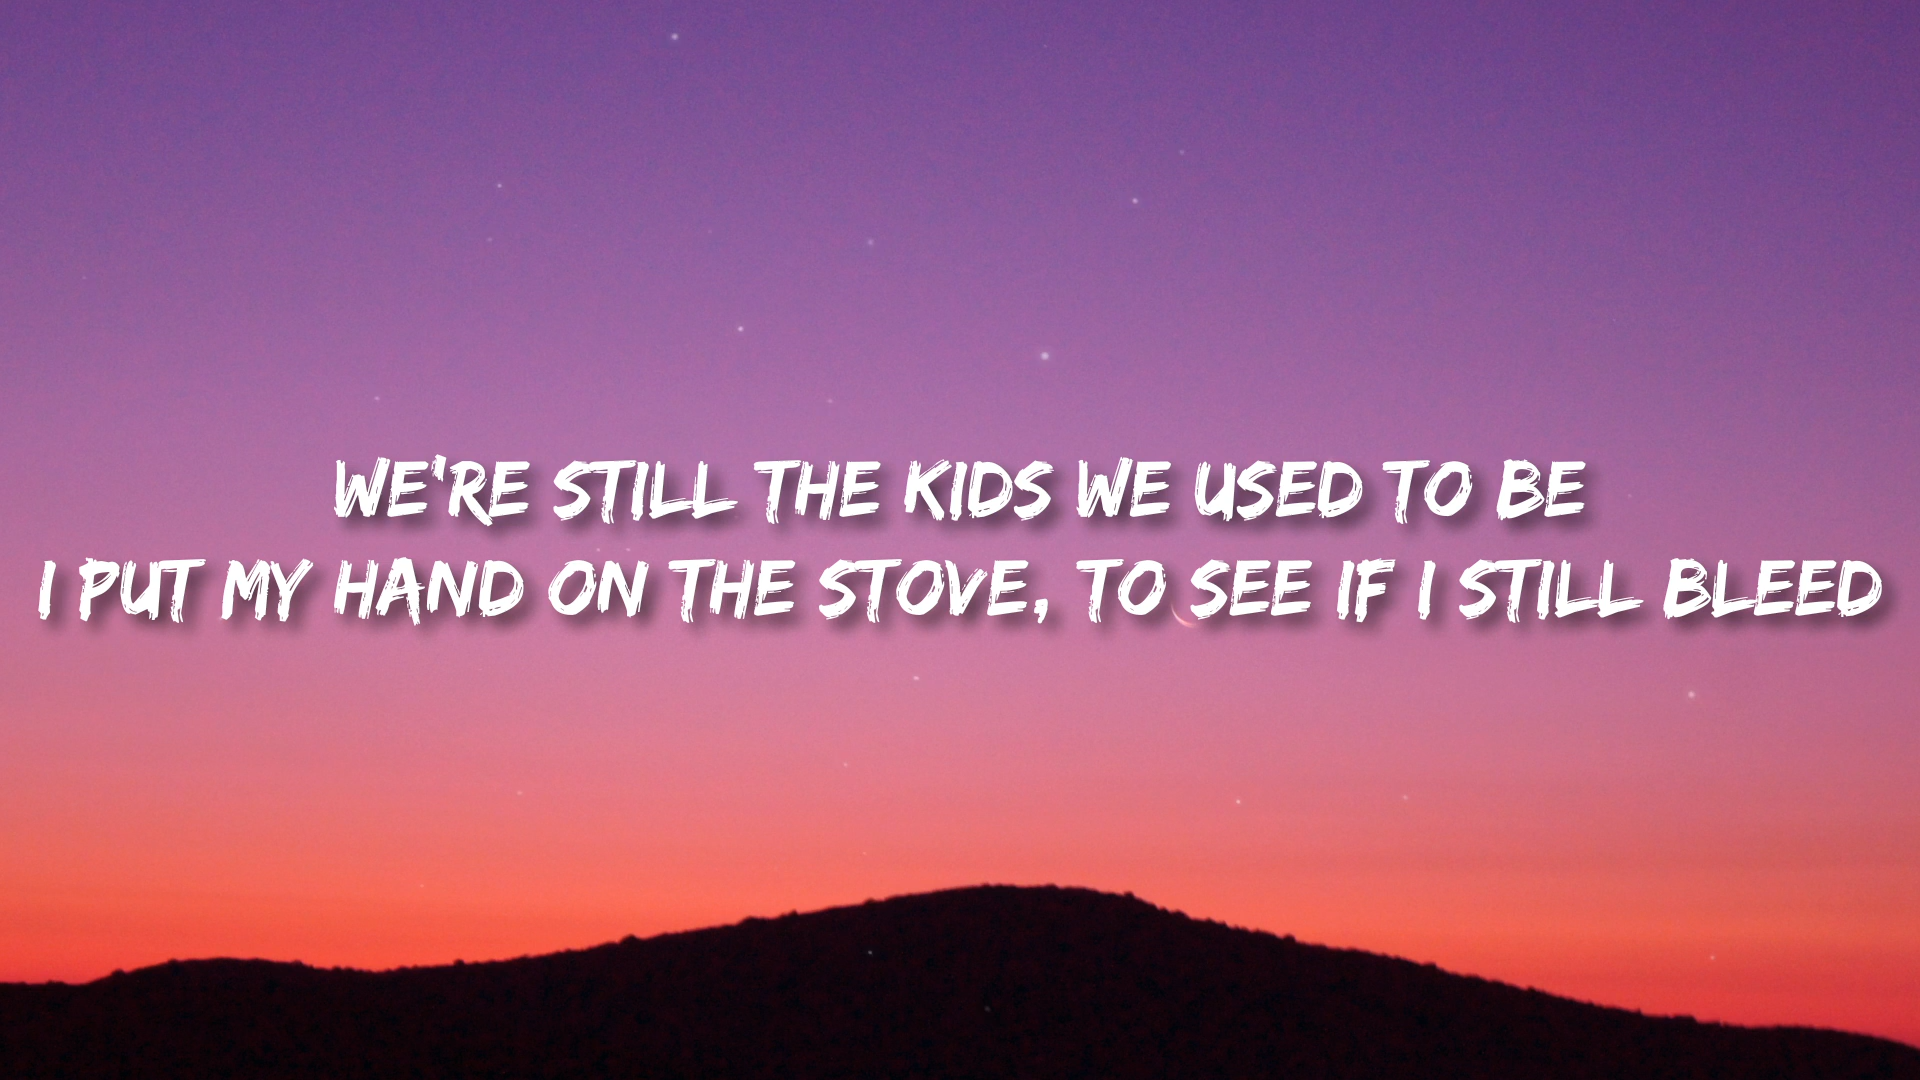 WE'RE STILL THE KIDS WE USED TO BE
I PUT MY HAND ON THE STOVE, TO SEE IF I STILL BLEED